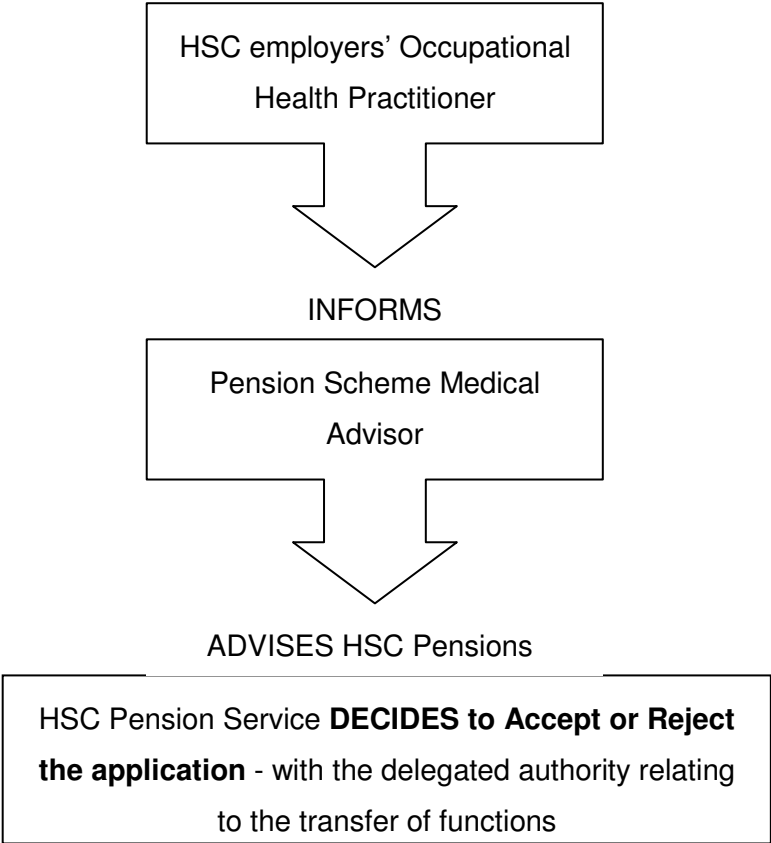 HSC employers’ Occupational
Health Practitioner
INFORMS
Pension Scheme Medical
Advisor
ADVISES HSC Pensions
HSC Pension Service DECIDES to Accept or Reject
the application - with the delegated authority relating
to the transfer of functions